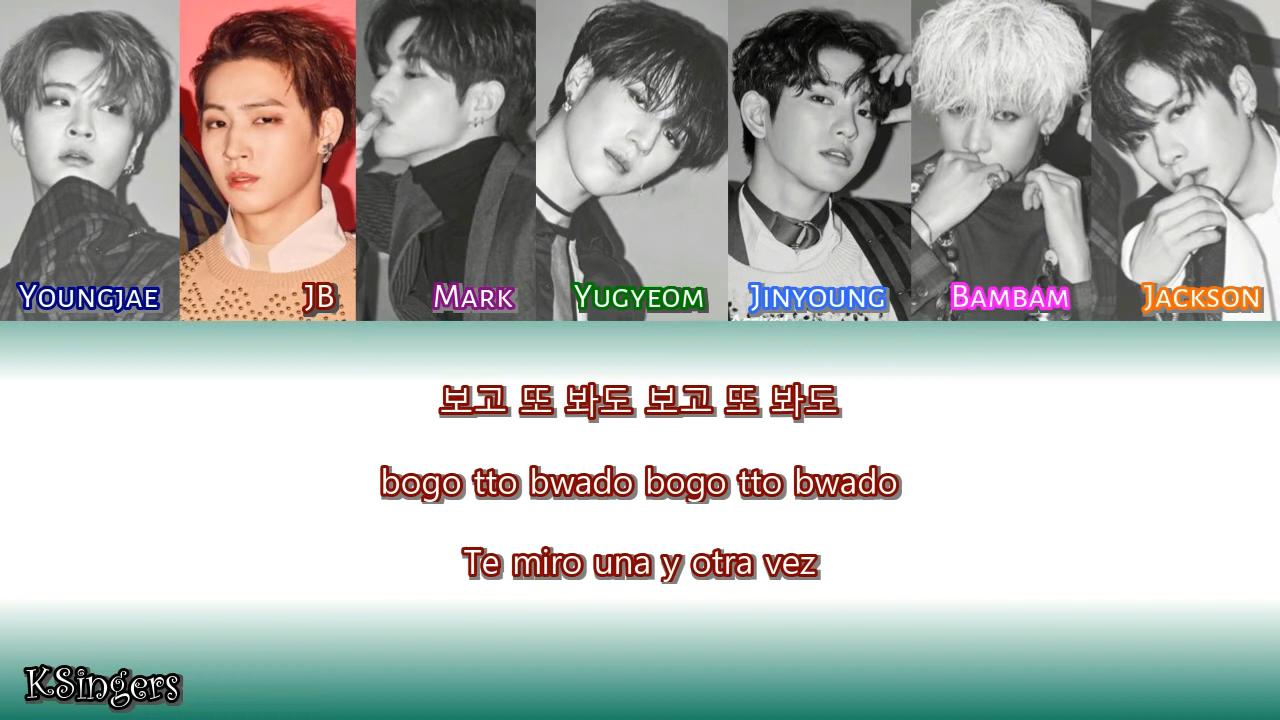 Youngjae JB Mark Yugyeom Jinyoung Bambam Jackson
보고 또 봐도 보고 또 봐도
bogo tto bwado bogo tto bwado
Te miro una y otra vez
KSingers